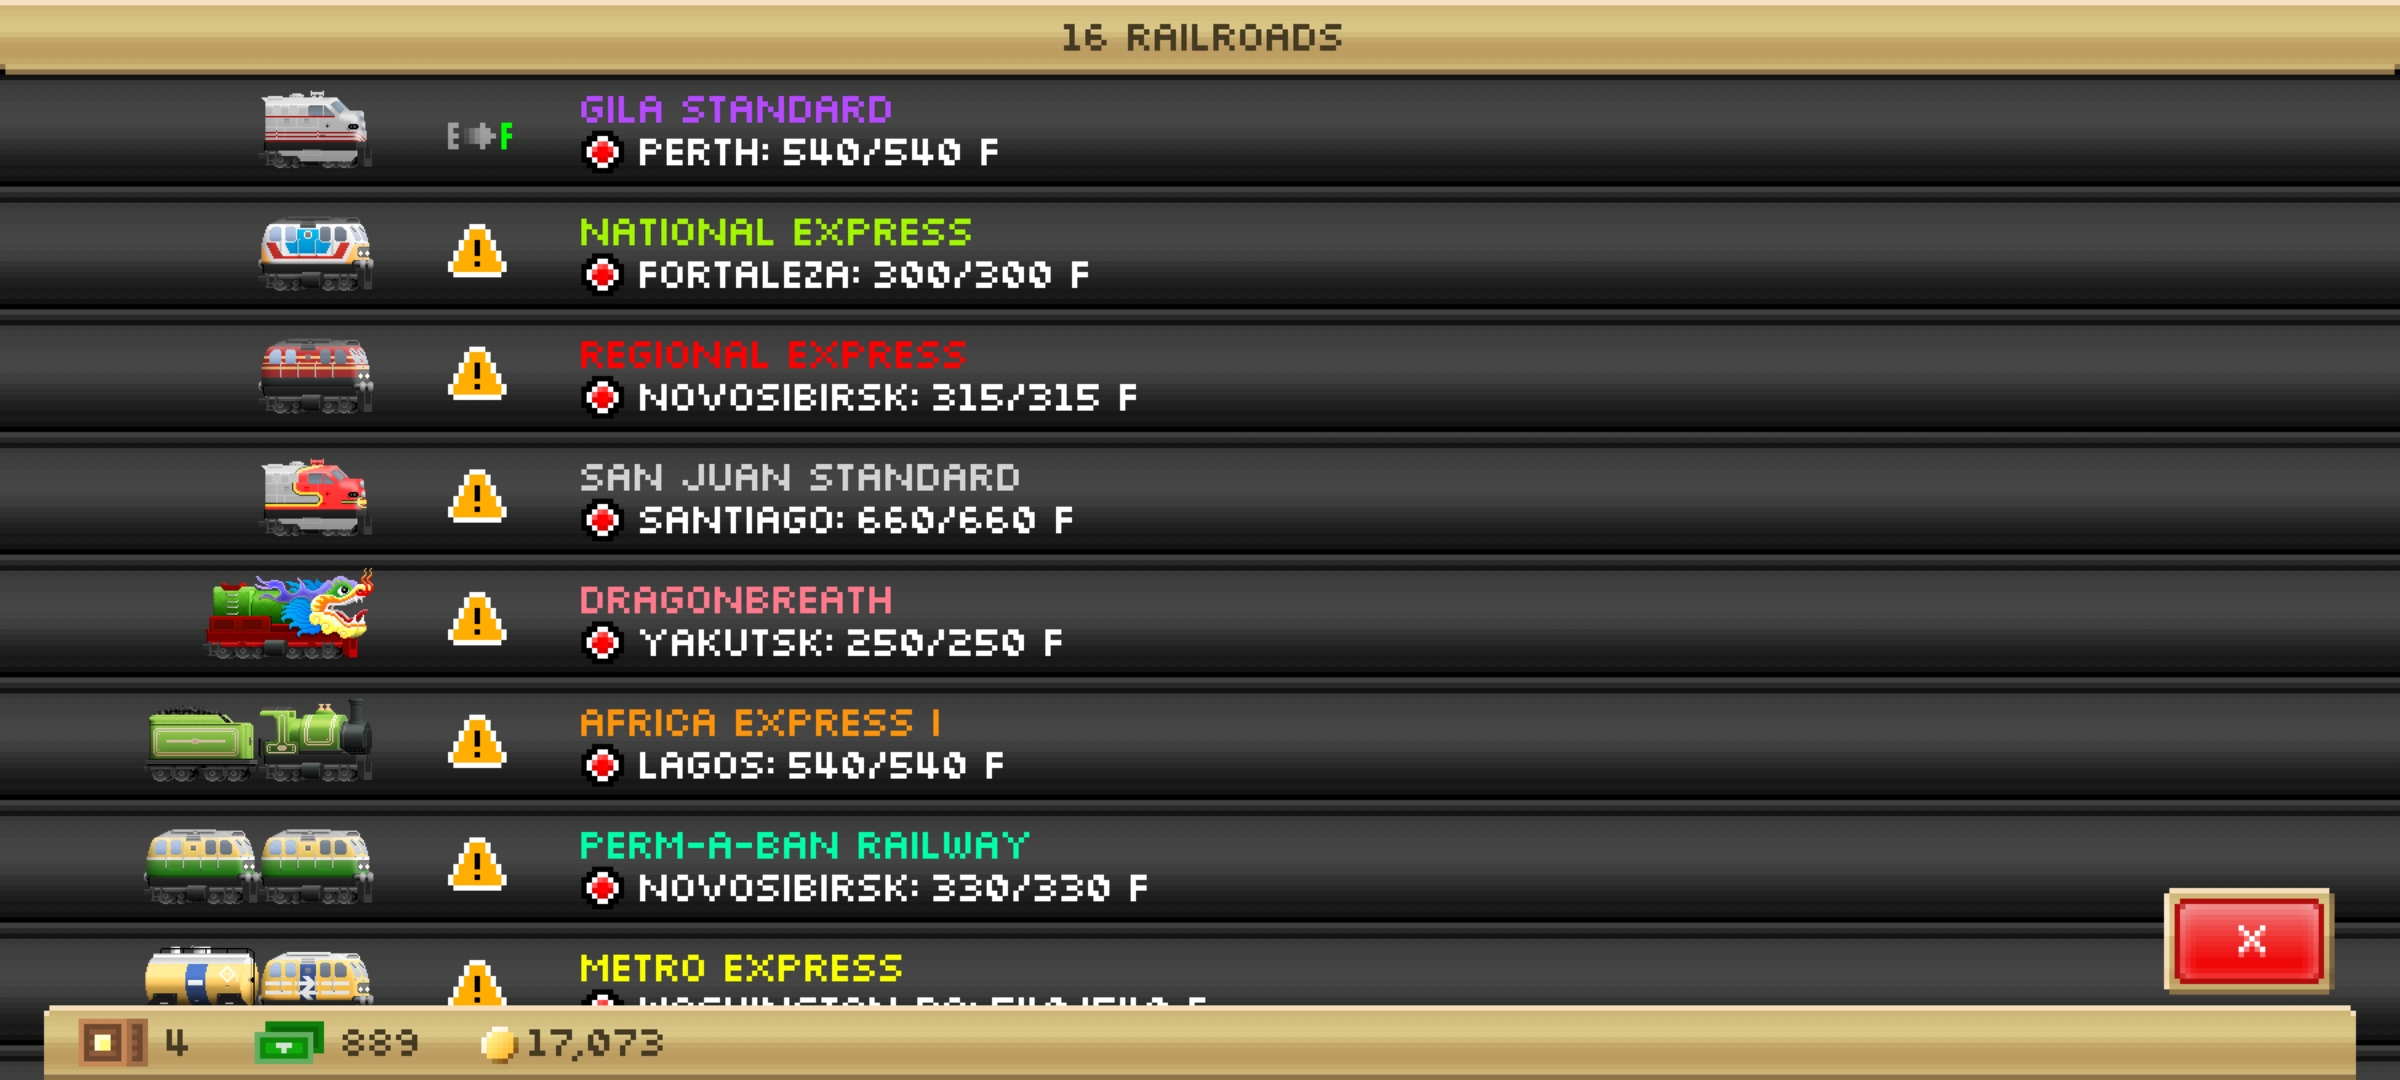 16 RAILROADS
GILA STANDARD
E F
PERTH: 540/540 F
NATIONAL EXPRESS
FORTALEZA: 300/300 F
REGIONAL EXPRESS
NOVOSIBIRSK: 315/315 F
SAN JUAN STANDARD
SANTIAGO: 660/660 F
DRAGONBREATH
YAKUTSK: 250/250 F
AFRICA EXPRESS I
LAGOS: 540/540 F
PERM-A-BAN RAILWAY
NOVOSIBIRSK: 330/330 F
METRO EXPRESS
X
4 889 17,073